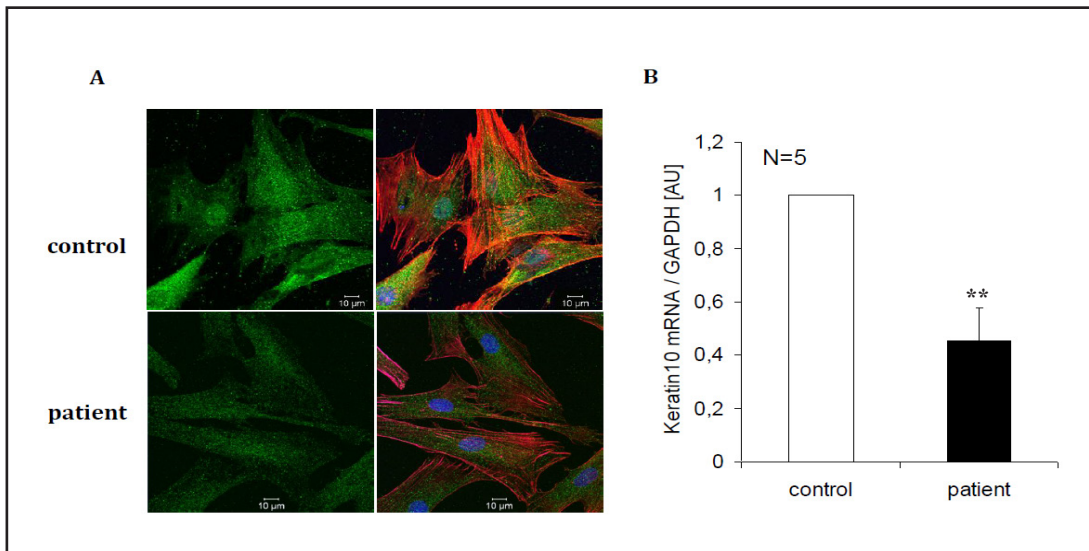 A
control
10 µm
10 µm
patient
10 µm
10 µm
B
Keratin10 mRNA / GAPDH [AU]
1,2
1
0,8
0,6
0,4
0,2
0
N=5
**
control
patient